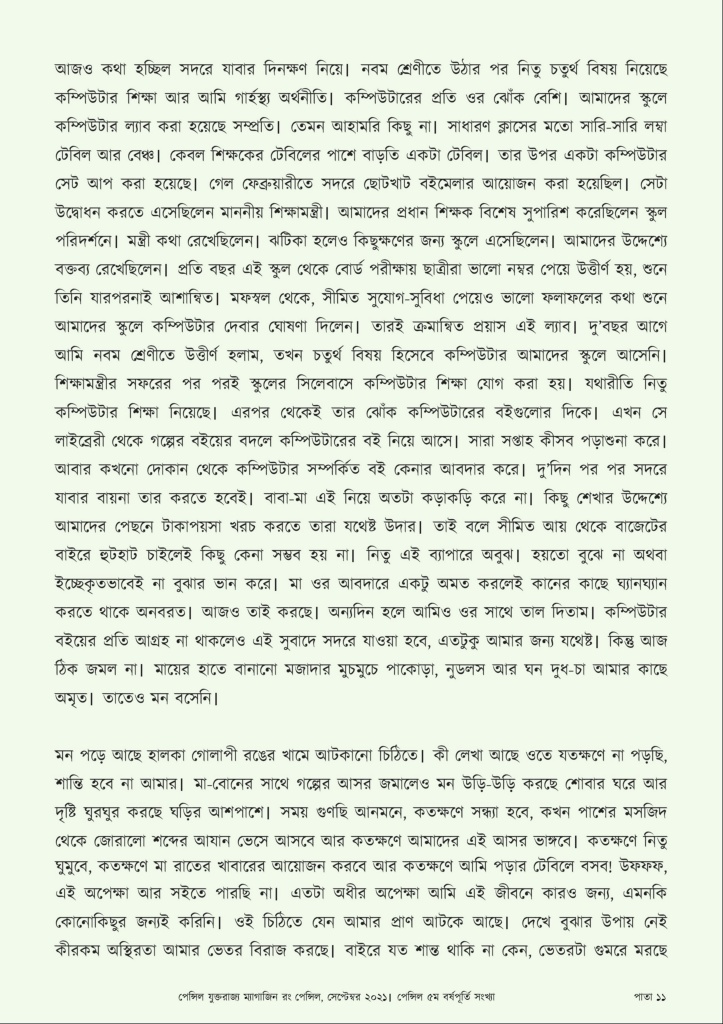 আজও কথা হচ্ছিল সদরে যাবার দিনক্ষণ নিয়ে। নবম শ্রেণীতে উঠার পর নিতু চতুর্থ বিষয় নিয়েছে
কম্পিউটার শিক্ষা আর আমি গার্হস্থ্য অর্থনীতি। কম্পিউটারের প্রতি ওর ঝোঁক বেশি। আমাদের স্কুলে
কম্পিউটার ল্যাব করা হয়েছে সম্প্রতি। তেমন আহামরি কিছু না। সাধারণ ক্লাসের মতো সারি-সারি লম্বা
টেবিল আর বেঞ্চ। কেবল শিক্ষকের টেবিলের পাশে বাড়তি একটা টেবিল। তার উপর একটা কম্পিউটার
সেট আপ করা হয়েছে। গেল ফেব্রুয়ারীতে সদরে ছোটখাট বইমেলার আয়োজন করা হয়েছিল। সেটা
উদ্বোধন করতে এসেছিলেন মাননীয় শিক্ষামন্ত্রী। আমাদের প্রধান শিক্ষক বিশেষ সুপারিশ করেছিলেন স্কুল
পরিদর্শনে। মন্ত্রী কথা রেখেছিলেন। ঝটিকা হলেও কিছুক্ষণের জন্য স্কুলে এসেছিলেন। আমাদের উদ্দেশ্যে
বক্তব্য রেখেছিলেন। প্রতি বছর এই স্কুল থেকে বোর্ড পরীক্ষায় ছাত্রীরা ভালো নম্বর পেয়ে উত্তীর্ণ হয়, শুনে
তিনি যারপরনাই আশান্বিত। মফস্বল থেকে, সীমিত সুযোগ-সুবিধা পেয়েও ভালো ফলাফলের কথা শুনে
আমাদের স্কুলে কম্পিউটার দেবার ঘোষণা দিলেন। তারই ক্রমান্বিত প্রয়াস এই ল্যাব। দু'বছর আগে
আমি নবম শ্রেণীতে উত্তীর্ণ হলাম, তখন চতুর্থ বিষয় হিসেবে কম্পিউটার আমাদের স্কুলে আসেনি।
শিক্ষামন্ত্রীর সফরের পর পরই স্কুলের সিলেবাসে কম্পিউটার শিক্ষা যোগ করা হয়। যথারীতি নিতু
কম্পিউটার শিক্ষা নিয়েছে। এরপর থেকেই তার ঝোঁক কম্পিউটারের বইগুলোর দিকে। এখন সে
লাইব্রেরী থেকে গল্পের বইয়ের বদলে কম্পিউটারের বই নিয়ে আসে। সারা সপ্তাহ কীসব পড়াশুনা করে।
আবার কখনো দোকান থেকে কম্পিউটার সম্পর্কিত বই কেনার আবদার করে। দু'দিন পর পর সদরে
যাবার বায়না তার করতে হবেই। বাবা-মা এই নিয়ে অতটা কড়াকড়ি করে না। কিছু শেখার উদ্দেশ্যে
আমাদের পেছনে টাকাপয়সা খরচ করতে তারা যথেষ্ট উদার। তাই বলে সীমিত আয় থেকে বাজেটের
বাইরে হুটহাট চাইলেই কিছু কেনা সম্ভব হয় না। নিতু এই ব্যাপারে অবুঝ। হয়তো বুঝে না অথবা
ইচ্ছেকৃতভাবেই না বুঝার ভান করে। মা ওর আবদারে একটু অমত করলেই কানের কাছে ঘ্যানঘ্যান
করতে থাকে অনবরত। আজও তাই করছে। অন্যদিন হলে আমিও ওর সাথে তাল দিতাম। কম্পিউটার
বইয়ের প্রতি আগ্রহ না থাকলেও এই সুবাদে সদরে যাওয়া হবে, এতটুকু আমার জন্য যথেষ্ট। কিন্তু আজ
ঠিক জমল না। মায়ের হাতে বানানো মজাদার মুচমুচে পাকোড়া, নুডলস আর ঘন দুধ-চা আমার কাছে
অমৃত। তাতেও মন বসেনি।
মন পড়ে আছে হালকা গোলাপী রঙের খামে আটকানো চিঠিতে। কী লেখা আছে ওতে যতক্ষণে না পড়ছি,
শান্তি হবে না আমার। মা-বোনের সাথে গল্পের আসর জমালেও মন উড়ি-উড়ি করছে শোবার ঘরে আর
দৃষ্টি ঘুরঘুর করছে ঘড়ির আশপাশে। সময় গুণছি আনমনে, কতক্ষণে সন্ধ্যা হবে, কখন পাশের মসজিদ
থেকে জোরালো শব্দের আযান ভেসে আসবে আর কতক্ষণে আমাদের এই আসর ভাঙ্গবে। কতক্ষণে নিতু
ঘুমুবে, কতক্ষণে মা রাতের খাবারের আয়োজন করবে আর কতক্ষণে আমি পড়ার টেবিলে বসব! উফফফ,
এই অপেক্ষা আর সইতে পারছি না। এতটা অধীর অপেক্ষা আমি এই জীবনে কারও জন্য, এমনকি
কোনোকিছুর জন্যই করিনি। ওই চিঠিতে যেন আমার প্রাণ আটকে আছে। দেখে বুঝার উপায় নেই
কীরকম অস্থিরতা আমার ভেতর বিরাজ করছে। বাইরে যত শান্ত থাকি না কেন, ভেতরটা গুমরে মরছে
পেন্সিল যুক্তরাজ্য ম্যাগাজিন রং পেন্সিল, সেপ্টেম্বর ২০২১। পেন্সিল ৫ম বর্ষপূর্তি সংখ্যা পাতা ১১